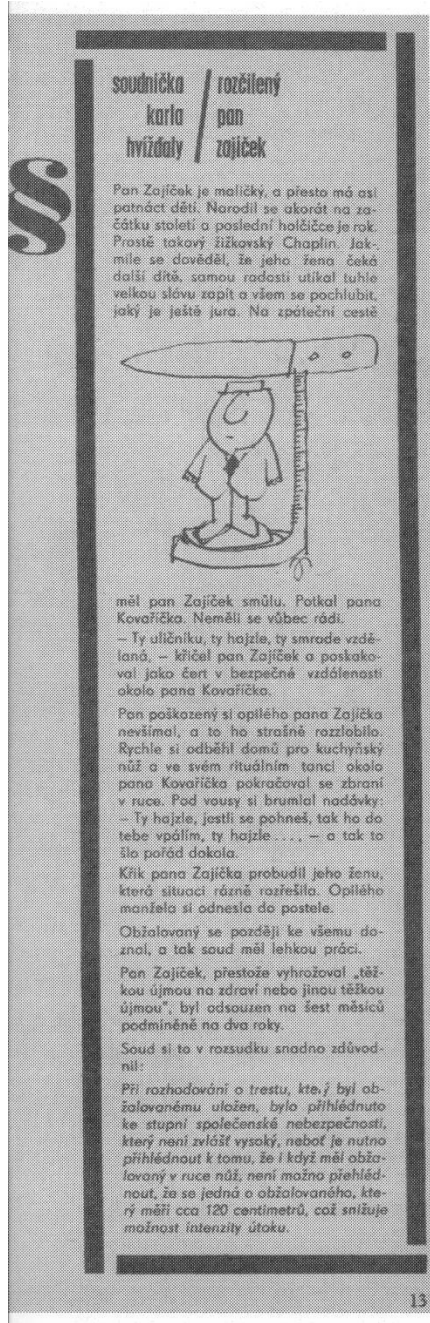 soudnička / rozčilený
karla / pan
hvížďaly / zajíček
§
Pan Zajíček je maličký, a přesto má asi
patnáct dětí. Narodil se akorát na za-
čátku století a poslední holčičce je rok.
Prostě takový žižkovský Chaplin. Jak-
mile se dověděl, že jeho žena čeká
další dítě, samou radostí utíkal tuhle
velkou slávu zapít a všem se pochlubit,
jaký je ještě jura. Na zpáteční cestě
měl pan Zajíček smůlu. Potkal pana
Kovaříčka. Neměli se vůbec rádi.
– Ty uličníku, ty hajzle, ty smrade vzdě-
laná, – křičel pan Zajíček a poskako-
val jako čert v bezpečné vzdálenosti
okolo pana Kovaříčka.
Pan poškozený si opilého pana Zajíčka
nevšímal, a to ho strašně rozzlobilo.
Rychle si odběhl domů pro kuchyňský
nůž a ve svém rituálním tanci okolo
pana Kovaříčka pokračoval se zbraní
v ruce. Pod vousy si brumlal nadávky:
– Ty hajzle, jestli se pohneš, tak ho do
tebe vpálím, ty hajzle . . . , – a tak to
šlo pořád dokola.
Křik pana Zajíčka probudil jeho ženu,
která situaci rázně rozřešila. Opilého
manžela si odnesla do postele.
Obžalovaný se později ke všemu do-
znal, a tak soud měl lehkou práci.
Pan Zajíček, přestože vyhrožoval „těž-
kou újmou na zdraví nebo jinou těžkou
újmou", byl odsouzen na šest měsíců
podmíněně na dva roky.
Soud si to v rozsudku snadno zdůvod-
nil:
Při rozhodování o trestu, kte.ý byl ob-
žalovanému uložen, bylo přihlédnuto
ke stupni společenské nebezpečnosti,
který není zvlášť vysoký, neboť je nutno
přihlédnout k tomu, že i když měl obža-
lovaný v ruce nůž, není možno přehléd-
nout, že se jedná o obžalovaného, kte-
rý měří cca 120 centimetrů, což snižuje
možnost intenzity útoku.
13